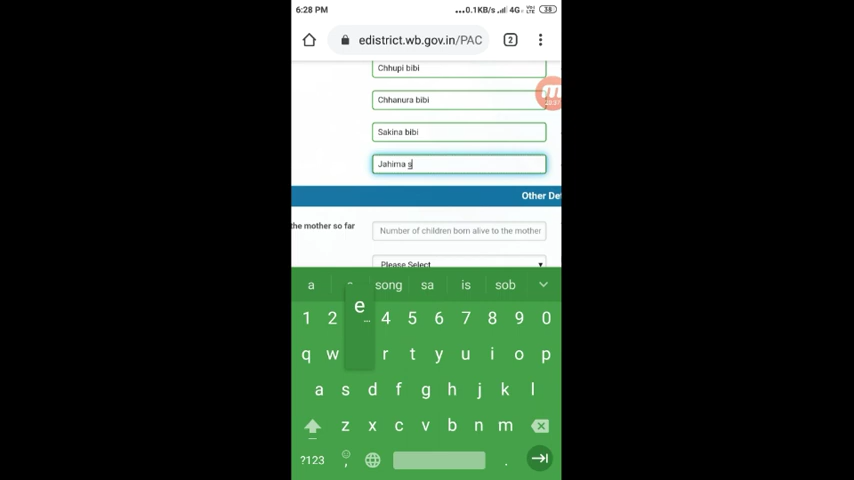 6:28 PM ...0.1KB/s 4G VoLTE 38
edistrict.wb.gov.in/PAC 2
Chhupi bibi
Chhanura bibi
Sakina bibi
Jahima s
Other De
the mother so far Number of children born alive to the mother
Please Select
a song sa is sob
e
1 2 4 5 6 7 8 9 0
q w r t y u i o p
a s d f g h j k l
z x c v b n m
?123 , .